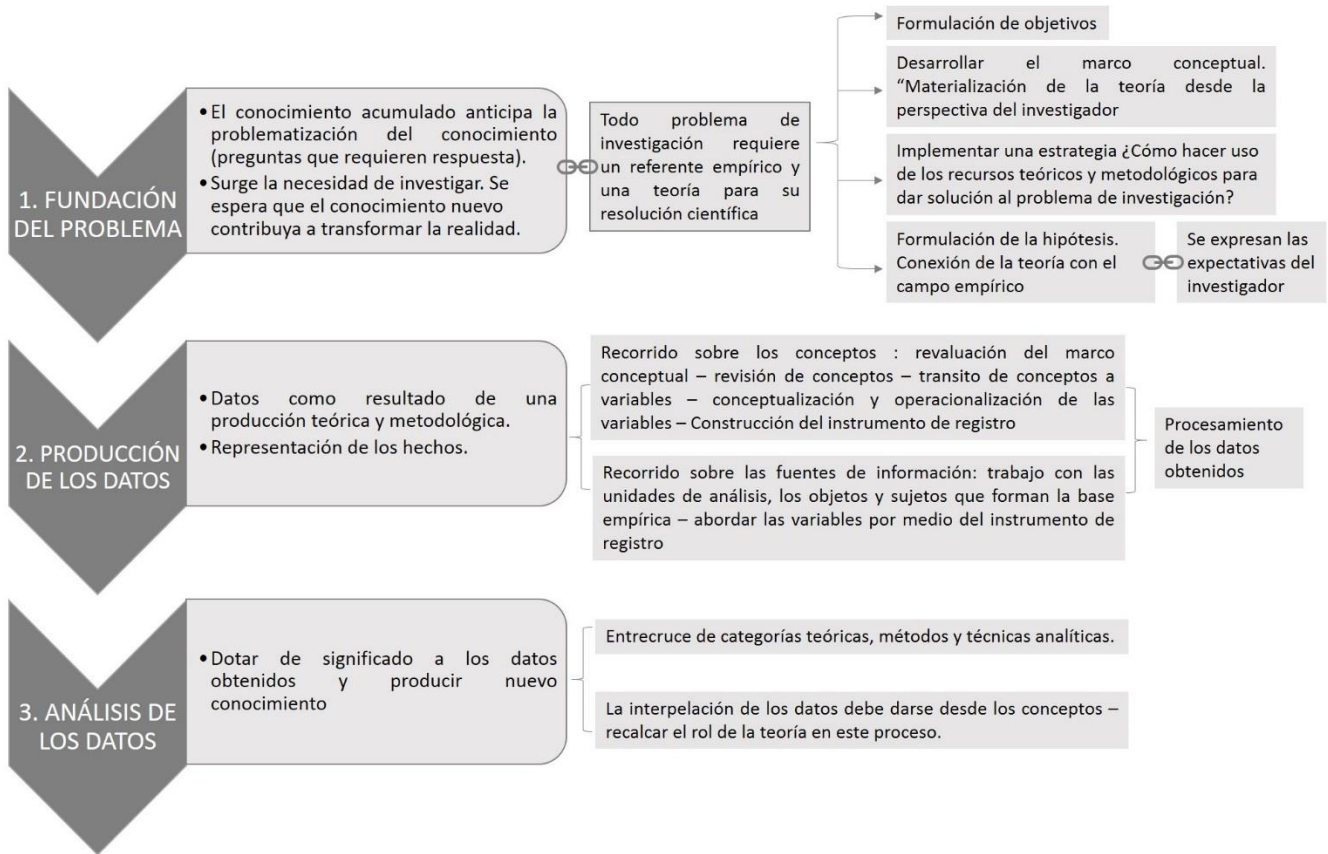 1. FUNDACIÓN
DEL PROBLEMA
•El conocimiento acumulado anticipa la
problematización del conocimiento
(preguntas que requieren respuesta).
•Surge la necesidad de investigar. Se
espera que el conocimiento nuevo
contribuya a transformar la realidad.
Todo problema de
investigación requiere
un referente empírico y
una teoría para su
resolución científica
Formulación de objetivos
Desarrollar el marco conceptual.
“Materialización de la teoría desde la
perspectiva del investigador
Implementar una estrategia ¿Cómo hacer uso
de los recursos teóricos y metodológicos para
dar solución al problema de investigación?
Formulación de la hipótesis.
Conexión de la teoría con el
campo empírico
Se expresan las
expectativas del
investigador
2. PRODUCCIÓN
DE LOS DATOS
•Datos como resultado de una
producción teórica y metodológica.
•Representación de los hechos.
Recorrido sobre los conceptos : revaluación del marco
conceptual – revisión de conceptos – transito de conceptos a
variables – conceptualización y operacionalización de las
variables – Construcción del instrumento de registro
Recorrido sobre las fuentes de información: trabajo con las
unidades de análisis, los objetos y sujetos que forman la base
empírica – abordar las variables por medio del instrumento de
registro
Procesamiento
de los datos
obtenidos
3. ANÁLISIS DE
LOS DATOS
•Dotar de significado a los datos
obtenidos y producir nuevo
conocimiento
Entrecruce de categorías teóricas, métodos y técnicas analíticas.
La interpelación de los datos debe darse desde los conceptos –
recalcar el rol de la teoría en este proceso.